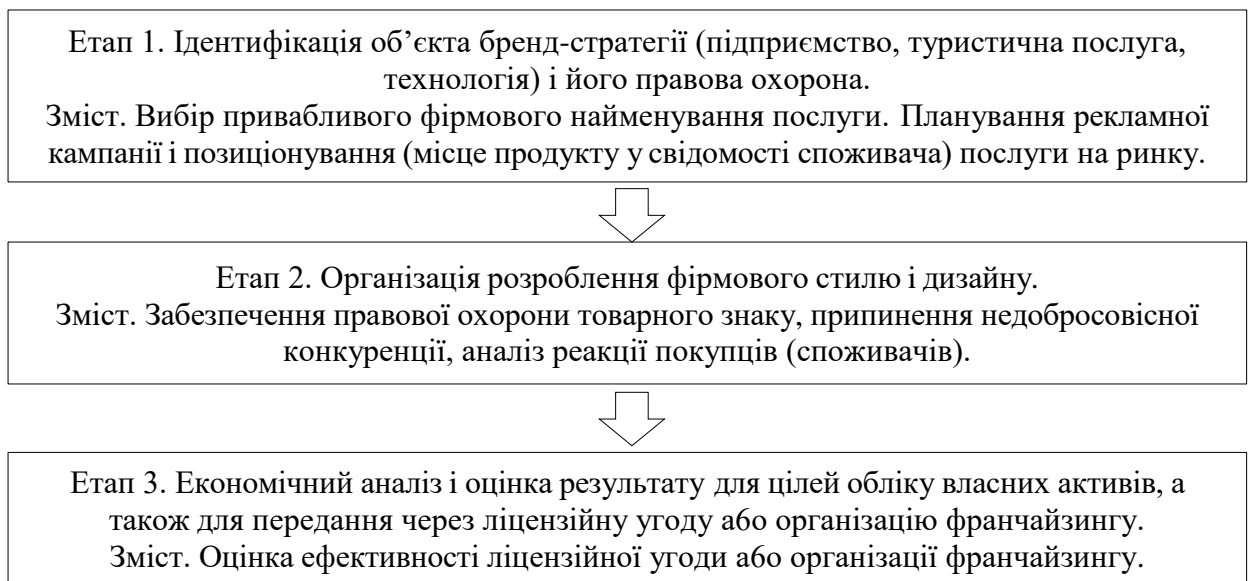 Етап 1. Ідентифікація об’єкта бренд-стратегії (підприємство, туристична послуга,
технологія) і його правова охорона.
Зміст. Вибір привабливого фірмового найменування послуги. Планування рекламної
кампанії і позиціонування (місце продукту у свідомості споживача) послуги на ринку.
Етап 2. Організація розроблення фірмового стилю і дизайну.
Зміст. Забезпечення правової охорони товарного знаку, припинення недобросовісної
конкуренції, аналіз реакції покупців (споживачів).
Етап 3. Економічний аналіз і оцінка результату для цілей обліку власних активів, а
також для передання через ліцензійну угоду або організацію франчайзингу.
Зміст. Оцінка ефективності ліцензійної угоди або організації франчайзингу.